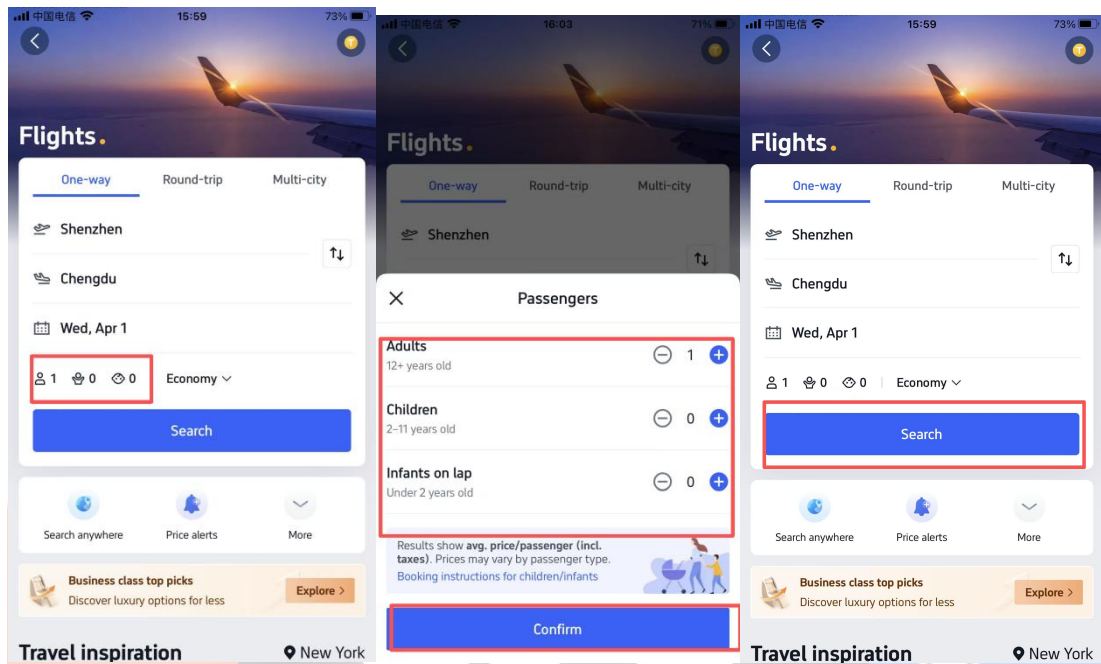 中国电信 15:59 73%
T
Flights.
One-way Round-trip Multi-city
Shenzhen
Chengdu
Wed, Apr 1
1 0 0 Economy
Search
Search anywhere Price alerts More
Business class top picks
Discover luxury options for less
Explore >
Travel inspiration New York
中国电信 16:03 71%
T
Flights.
One-way Round-trip Multi-city
Shenzhen
Passengers
Adults
12+ years old
1
Children
2–11 years old
0
Infants on lap
Under 2 years old
0
Results show avg. price/passenger (incl.
taxes). Prices may vary by passenger type.
Booking instructions for children/infants
Confirm
中国电信 15:59 73%
T
Flights.
One-way Round-trip Multi-city
Shenzhen
Chengdu
Wed, Apr 1
1 0 0 Economy
Search
Search anywhere Price alerts More
Business class top picks
Discover luxury options for less
Explore >
Travel inspiration New York